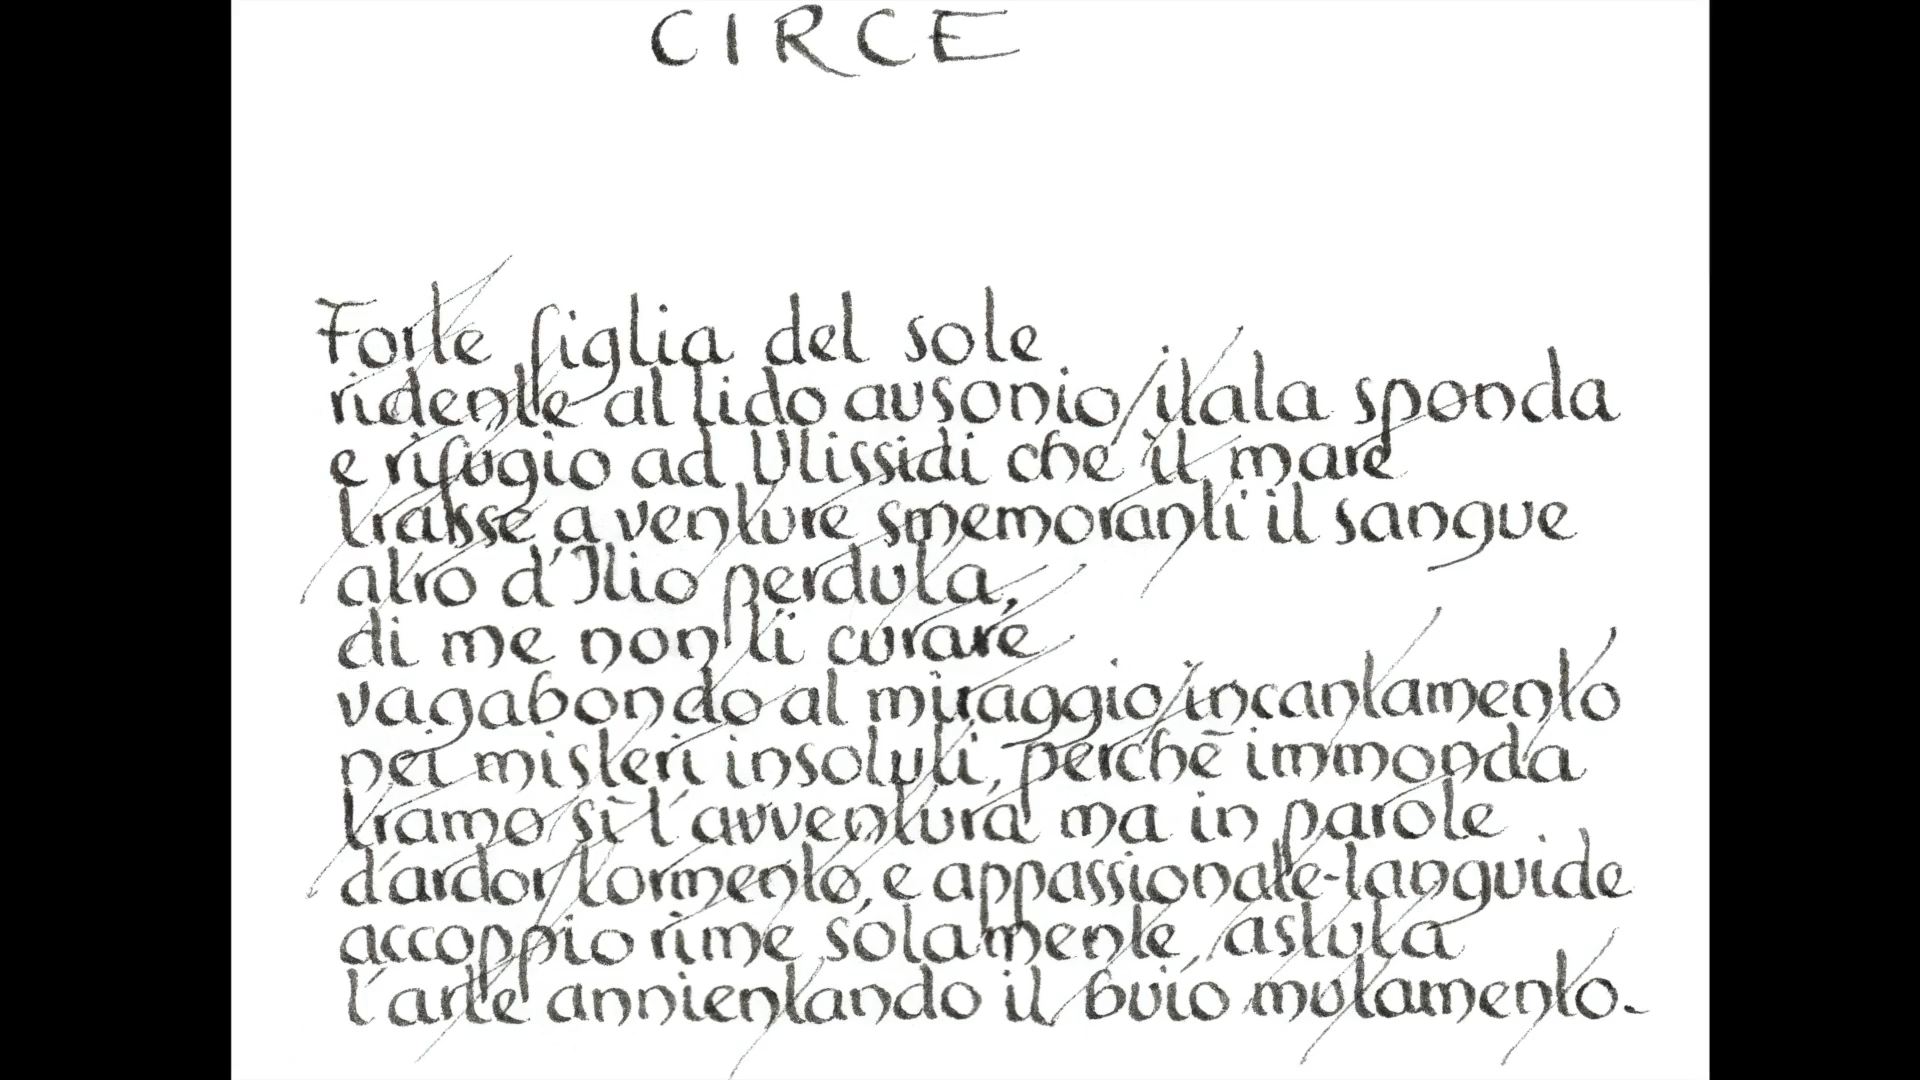 CIRCE
Forte figlia del sole
ridente al lido ausonio, itala sponda
e rifugio ad Ulissidi che il mare
trasse a venture smemoranti il sangue
atro d'Ilio perduta,
di me non ti curare
vagabondo al miraggio, incantamento
nei misteri insoluti, perchē immonda
tramo sì l'avventura ma in parole
d'ardor, tormento, e appassionate-languide
accoppio rime solamente, astuta
l'arte annientando il buio mutamento.